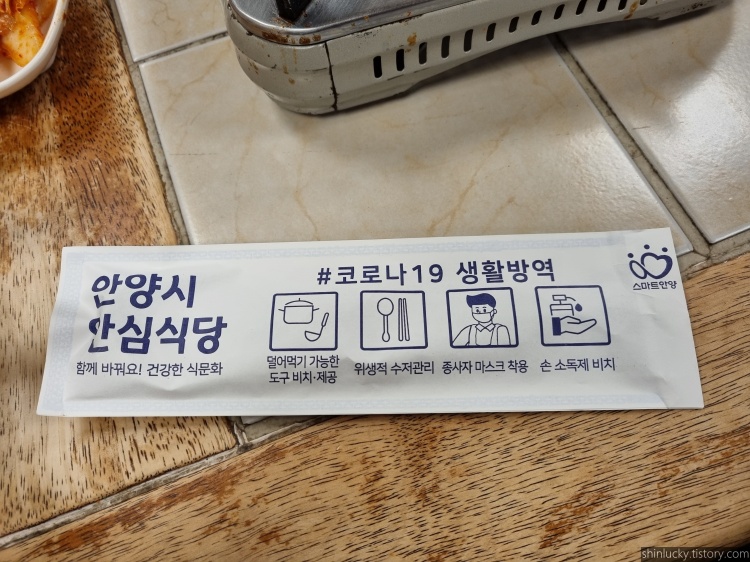 안양시
안심식당
함께 바꿔요! 건강한 식문화
#코로나19 생활방역
덜어먹기 가능한
도구 비치·제공
위생적 수저관리
종사자 마스크 착용
손 소독제 비치
스마트안양
shinlucky.tistory.com